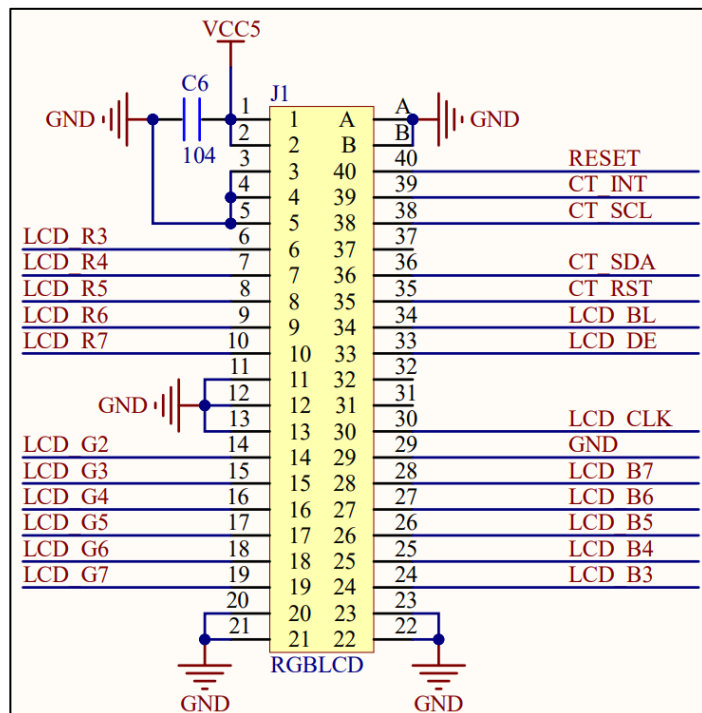 VCC5
C6
J1
GND 104 1 1 A A GND
2 2 B B
3 3 40 40 RESET
4 4 39 39 CT_INT
5 5 38 38 CT_SCL
LCD_R3 6 6 37 37
LCD_R4 7 7 36 36 CT_SDA
LCD_R5 8 8 35 35 CT_RST
LCD_R6 9 9 34 34 LCD_BL
LCD_R7 10 10 33 33 LCD_DE
11 11 32 32
GND 12 12 31 31
13 13 30 30 LCD_CLK
LCD_G2 14 14 29 29 GND
LCD_G3 15 15 28 28 LCD_B7
LCD_G4 16 16 27 27 LCD_B6
LCD_G5 17 17 26 26 LCD_B5
LCD_G6 18 18 25 25 LCD_B4
LCD_G7 19 19 24 24 LCD_B3
20 20 23 23
21 21 22 22
RGBLCD
GND GND